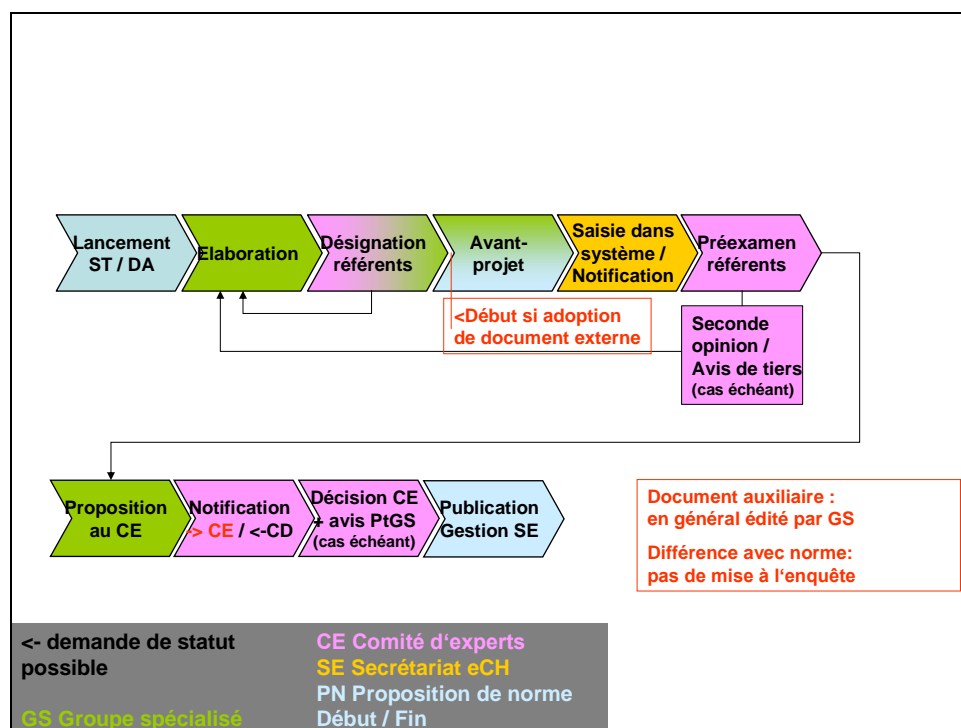 Lancement
ST / DA
Elaboration
Désignation
référents
Avant-
projet
Saisie dans
système /
Notification
Préexamen
référents
<Début si adoption
de document externe
Seconde
opinion /
Avis de tiers
(cas échéant)
Proposition
au CE
Notification
-> CE / <-CD
Décision CE
+ avis PtGS
(cas échéant)
Publication
Gestion SE
Document auxiliaire :
en général édité par GS
Différence avec norme:
pas de mise à l'enquête
<- demande de statut
possible
GS Groupe spécialisé
CE Comité d'experts
SE Secrétariat eCH
PN Proposition de norme
Début / Fin